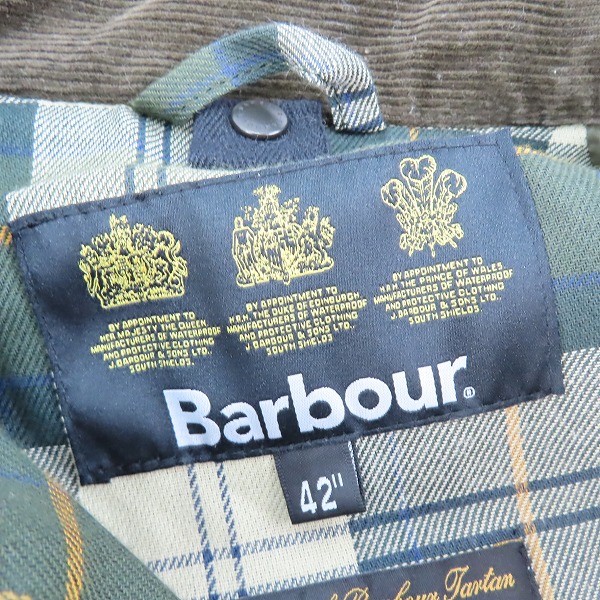 BY APPOINTMENT TO
HER MAJESTY THE QUEEN
MANUFACTURERS OF WATERPROOF
AND PROTECTIVE CLOTHING
J. BARBOUR & SONS LTD.,
SOUTH SHIELDS.
BY APPOINTMENT TO
H.R.H. THE DUKE OF EDINBURGH
MANUFACTURERS OF WATERPROOF
AND PROTECTIVE CLOTHING
J. BARBOUR & SONS LTD.,
SOUTH SHIELDS.
BY APPOINTMENT TO
H.R.H. THE PRINCE OF WALES
MANUFACTURERS OF WATERPROOF
AND PROTECTIVE CLOTHING
J. BARBOUR & SONS LTD.,
SOUTH SHIELDS
Barbour®
42"
Barbour Tartan